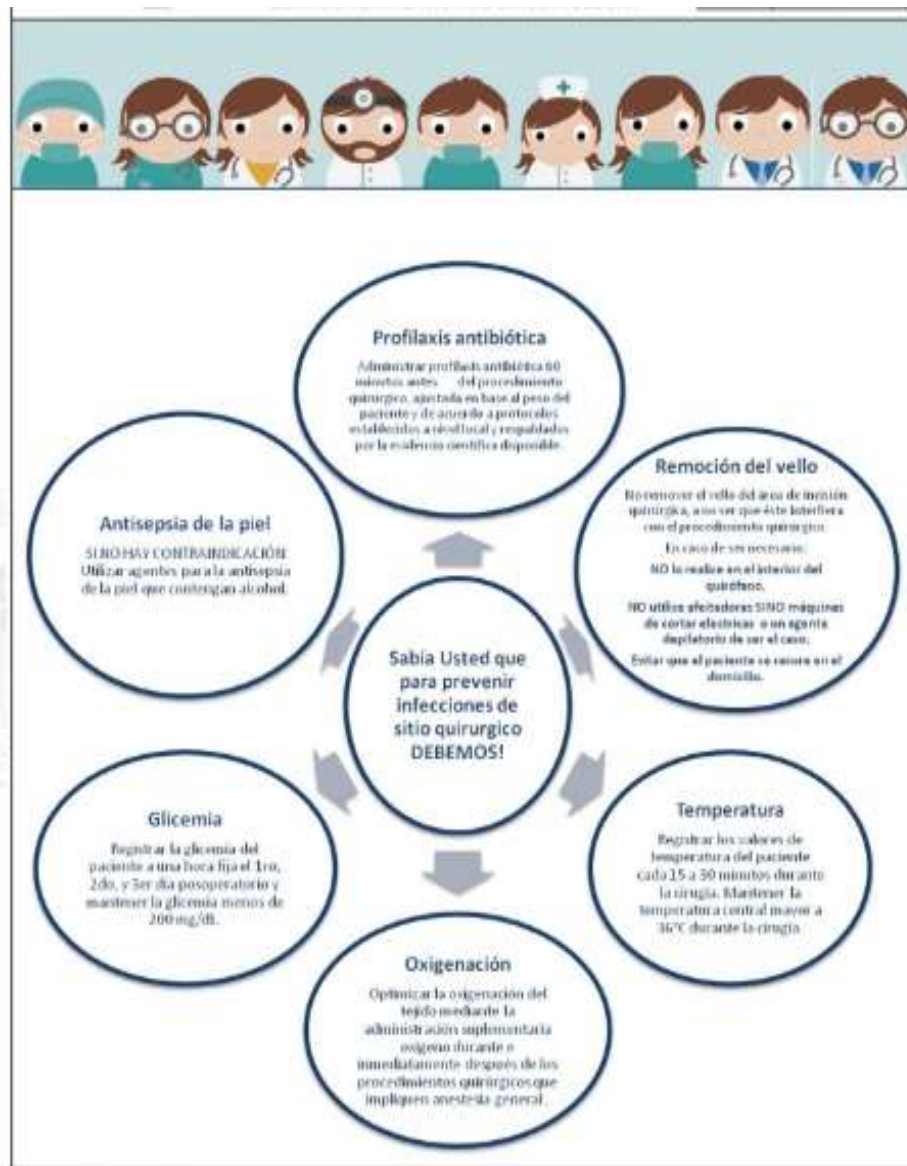 Profilaxis antibiótica
Administrar profilaxis antibiótica 60
minutos antes del procedimiento
quirurgico, ajustada en base al peso del
paciente y de acuerdo a protocolos
establecidos a nivel local y respaldados
por la evidencia científica disponible.
Antisepsia de la piel
SI NO HAY CONTRAINDICACIÓN
Utilizar agentes para la antisepsia
de la piel que contengan alcohol.
Remoción del vello
No remover el vello del área de incisión
quirurgica, a no ser que éste interfiera
con el procedimiento quirurgico.
En caso de ser necesario:
NO lo realice en el interior del
quirófano.
NO utilice afeitadoras SINO máquinas
de cortar electricas o un agente
depilatorio de ser el caso.
Evitar que el paciente se rasure en el
domicilio.
Sabía Usted que
para prevenir
infecciones de
sitio quirurgico
DEBEMOS!
Glicemia
Registrar la glicemia del
paciente a una hora fija el 1ro,
2do, y 3er dia posoperatorio y
mantener la glicemia menos de
200 mg/dl.
Temperatura
Registrar los valores de
temperatura del paciente
cada 15 a 30 minutos durante
la cirugía. Mantener la
temperatura central mayor a
36°C durante la cirugia
Oxigenación
Optimizar la oxigenación del
tejido mediante la
administración suplementaria
oxigeno durante e
inmediatamente después de los
procedimientos quirúrgicos que
impliquen anestesia general.